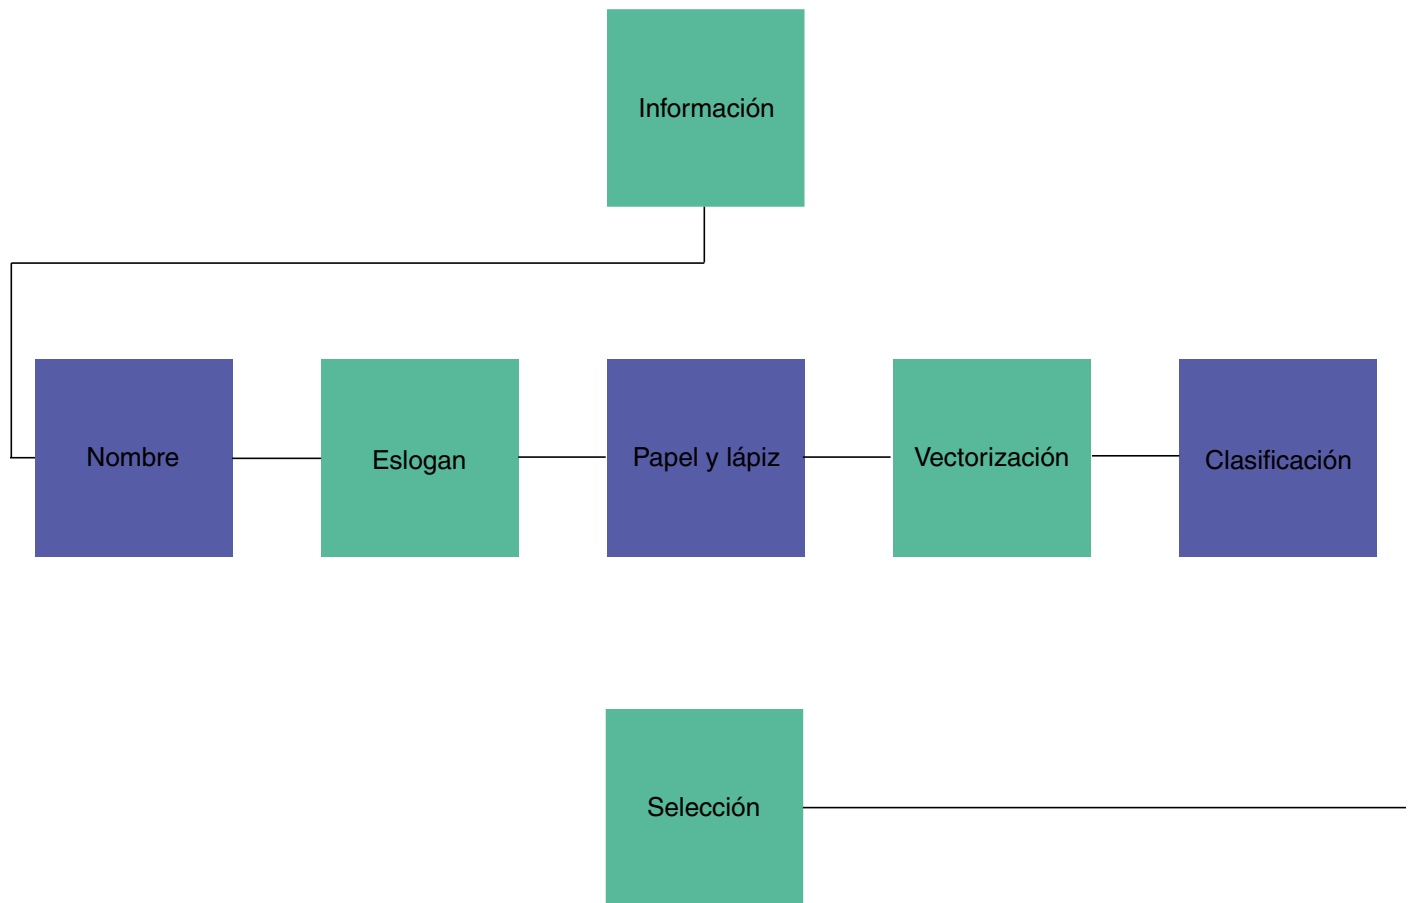 Información
Nombre
Eslogan
Papel y lápiz
Vectorización
Clasificación
Selección